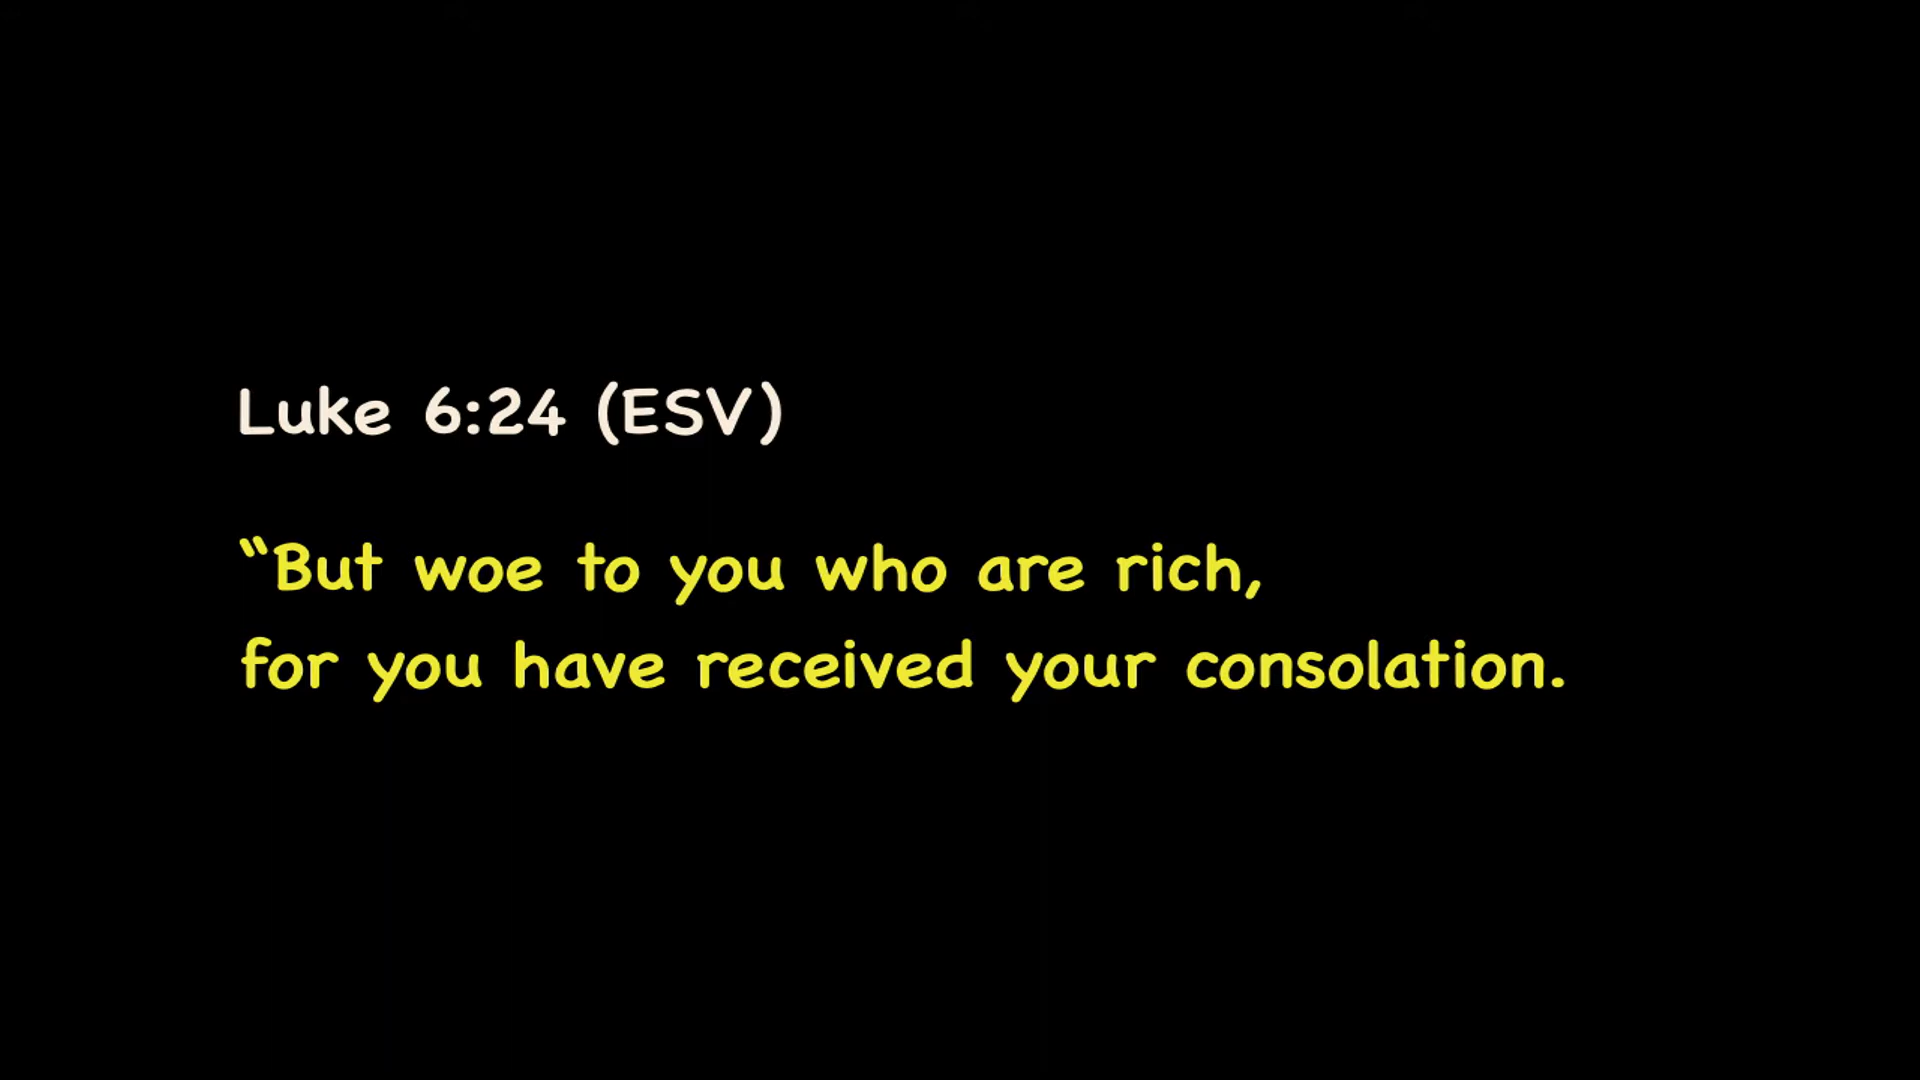 Luke 6:24 (ESV)
“But woe to you who are rich,
for you have received your consolation.